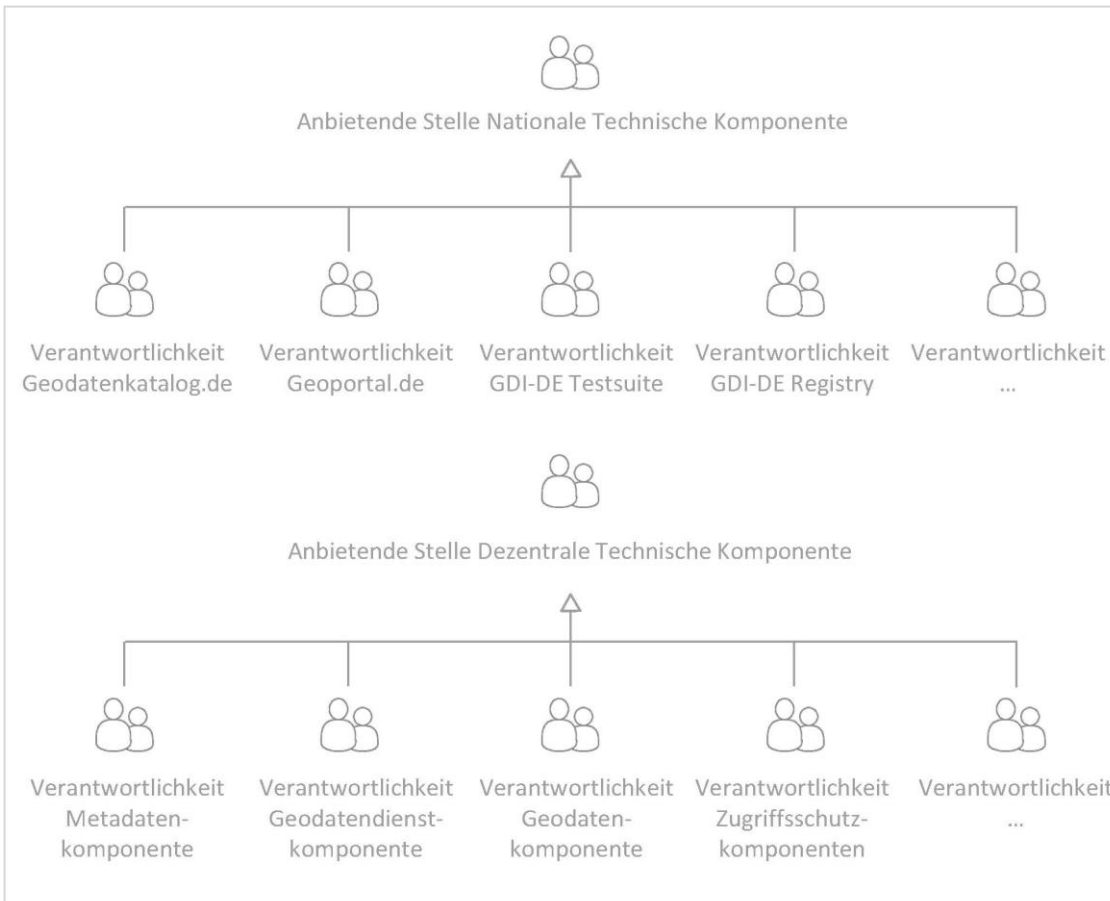 Anbietende Stelle Nationale Technische Komponente
Verantwortlichkeit
Geodatenkatalog.de
Verantwortlichkeit
Geoportal.de
Verantwortlichkeit
GDI-DE Testsuite
Verantwortlichkeit
GDI-DE Registry
Verantwortlichkeit
...
Anbietende Stelle Dezentrale Technische Komponente
Verantwortlichkeit
Metadaten-
komponente
Verantwortlichkeit
Geodatendienst-
komponente
Verantwortlichkeit
Geodaten-
komponente
Verantwortlichkeit
Zugriffsschutz-
komponenten
Verantwortlichkeit
...